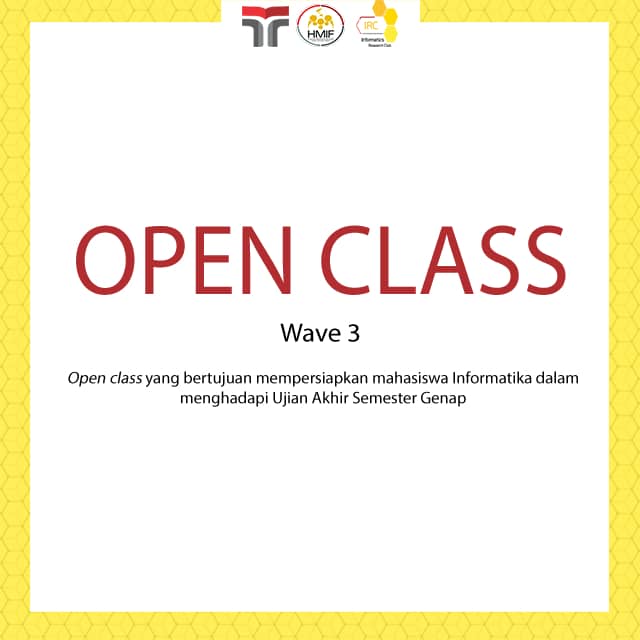 HMIF
IRC
Informatics
Research Club
OPEN CLASS
Wave 3
Open class yang bertujuan mempersiapkan mahasiswa Informatika dalam
menghadapi Ujian Akhir Semester Genap